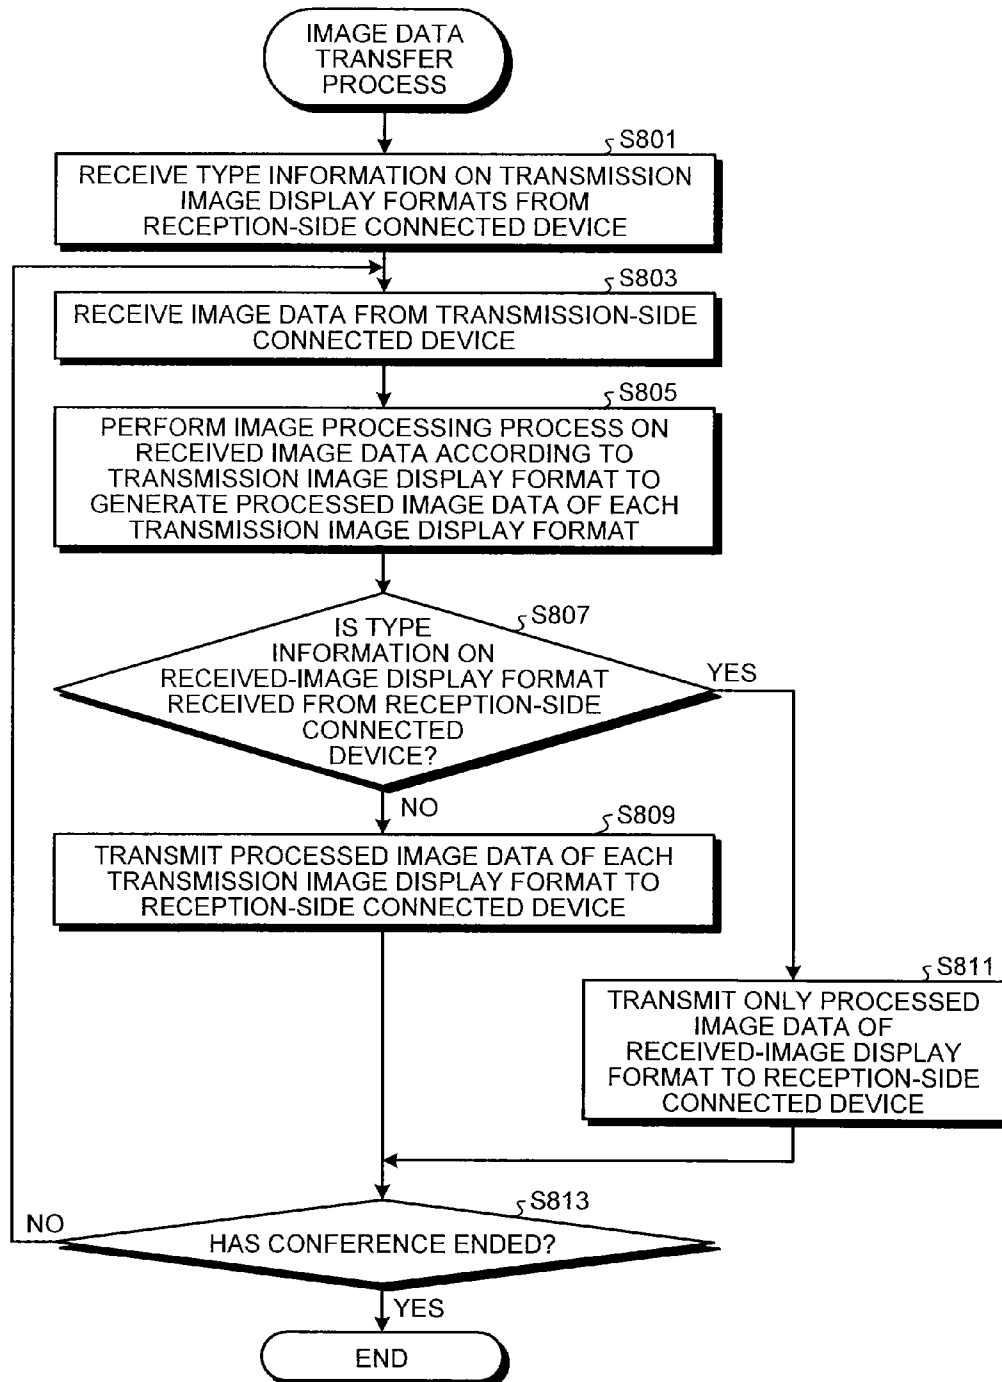 IMAGE DATA
TRANSFER
PROCESS
S801
RECEIVE TYPE INFORMATION ON TRANSMISSION
IMAGE DISPLAY FORMATS FROM
RECEPTION-SIDE CONNECTED DEVICE
S803
RECEIVE IMAGE DATA FROM TRANSMISSION-SIDE
CONNECTED DEVICE
S805
PERFORM IMAGE PROCESSING PROCESS ON
RECEIVED IMAGE DATA ACCORDING TO
TRANSMISSION IMAGE DISPLAY FORMAT TO
GENERATE PROCESSED IMAGE DATA OF EACH
TRANSMISSION IMAGE DISPLAY FORMAT
S807
IS TYPE
INFORMATION ON
RECEIVED-IMAGE DISPLAY FORMAT
RECEIVED FROM RECEPTION-SIDE
CONNECTED
DEVICE?
YES
NO
S809
TRANSMIT PROCESSED IMAGE DATA OF EACH
TRANSMISSION IMAGE DISPLAY FORMAT TO
RECEPTION-SIDE CONNECTED DEVICE
S811
TRANSMIT ONLY PROCESSED
IMAGE DATA OF
RECEIVED-IMAGE DISPLAY
FORMAT TO RECEPTION-SIDE
CONNECTED DEVICE
S813
NO
HAS CONFERENCE ENDED?
YES
END